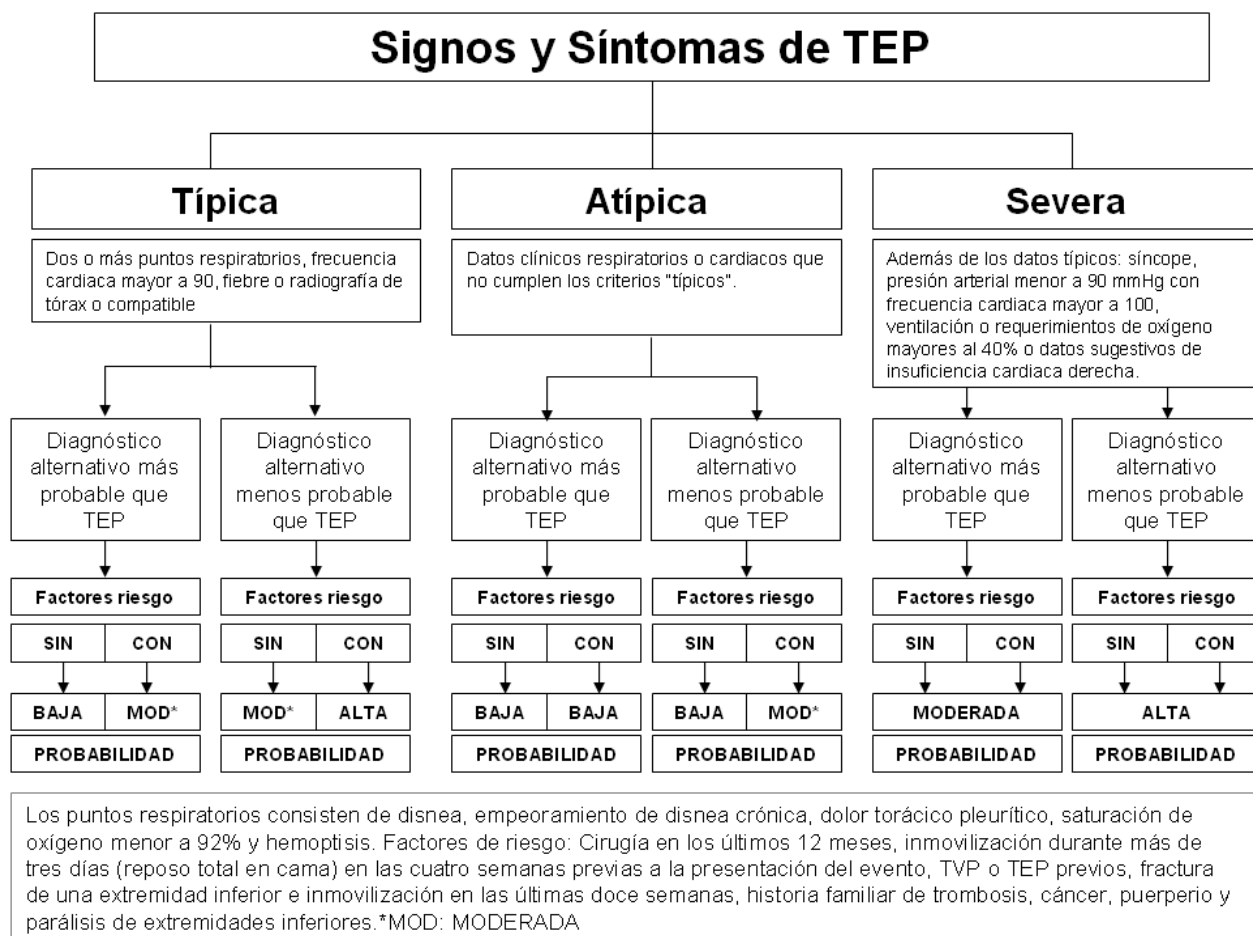 Signos y Síntomas de TEP
Típica
Atípica
Severa
Dos o más puntos respiratorios, frecuencia
cardiaca mayor a 90, fiebre o radiografía de
tórax o compatible
Datos clínicos respiratorios o cardiacos que
no cumplen los criterios "típicos".
Además de los datos típicos: síncope,
presión arterial menor a 90 mmHg con
frecuencia cardiaca mayor a 100,
ventilación o requerimientos de oxígeno
mayores al 40% o datos sugestivos de
insuficiencia cardiaca derecha.
Diagnóstico
alternativo más
probable que
TEP
Diagnóstico
alternativo
menos probable
que TEP
Diagnóstico
alternativo más
probable que
TEP
Diagnóstico
alternativo
menos probable
que TEP
Diagnóstico
alternativo más
probable que
TEP
Diagnóstico
alternativo
menos probable
que TEP
Factores riesgo
Factores riesgo
Factores riesgo
Factores riesgo
Factores riesgo
Factores riesgo
SIN CON
SIN CON
SIN CON
SIN CON
SIN CON
SIN CON
BAJA MOD*
MOD* ALTA
BAJA BAJA
BAJA MOD*
MODERADA
ALTA
PROBABILIDAD
PROBABILIDAD
PROBABILIDAD
PROBABILIDAD
PROBABILIDAD
PROBABILIDAD
Los puntos respiratorios consisten de disnea, empeoramiento de disnea crónica, dolor torácico pleurítico, saturación de
oxígeno menor a 92% y hemoptisis. Factores de riesgo: Cirugía en los últimos 12 meses, inmovilización durante más de
tres días (reposo total en cama) en las cuatro semanas previas a la presentación del evento, TVP o TEP previos, fractura
de una extremidad inferior e inmovilización en las últimas doce semanas, historia familiar de trombosis, cáncer, puerperio y
parálisis de extremidades inferiores.*MOD: MODERADA